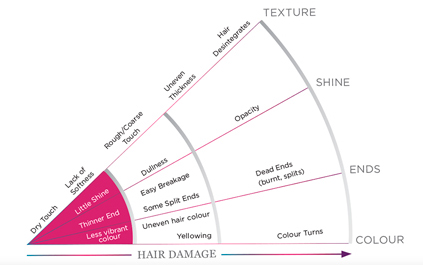 TEXTURE
Hair
Desintegrates
Uneven
Thickness
Rough/Coarse
Touch
Lack of
Softness
Dry Touch
SHINE
Opacity
Dullness
Little Shine
ENDS
Dead Ends
(burnt, splits)
Easy Breakage
Some Split Ends
Thinner End
COLOUR
Uneven hair colour
Less vibrant
colour
Yellowing
Colour Turns
HAIR DAMAGE